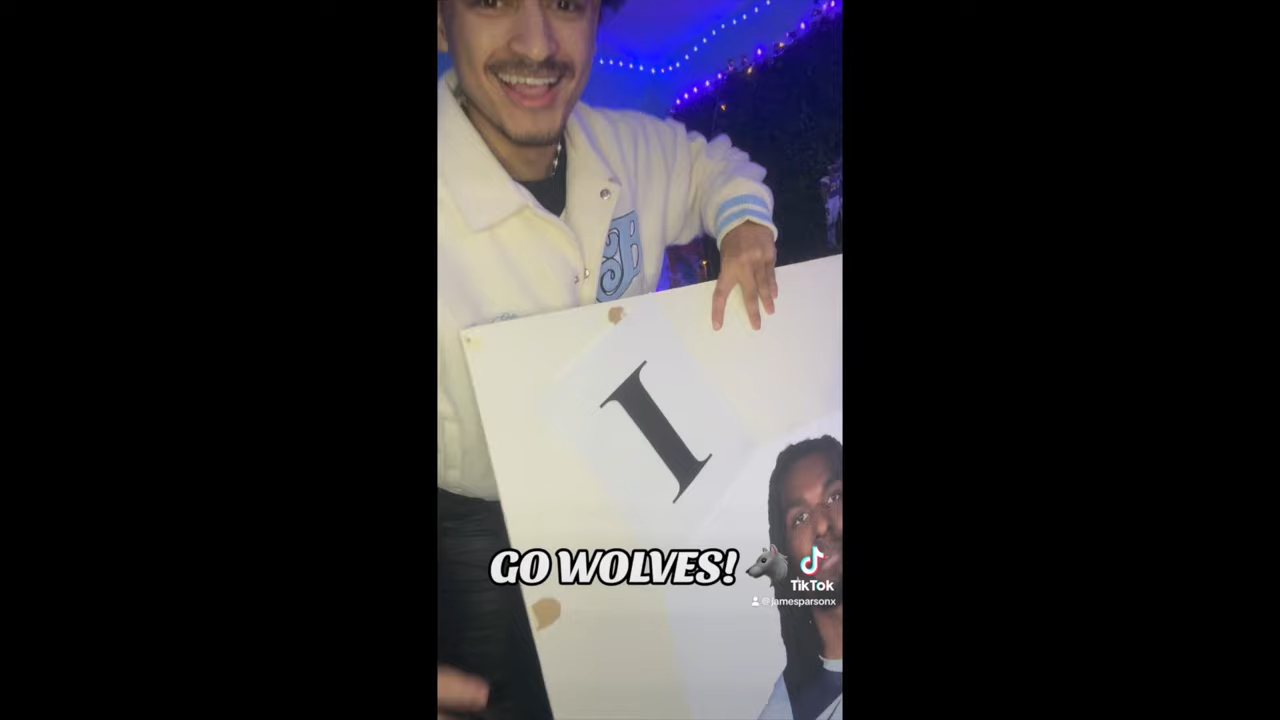 B
I
GO WOLVES! 🐺
TikTok
@jamesparsonx